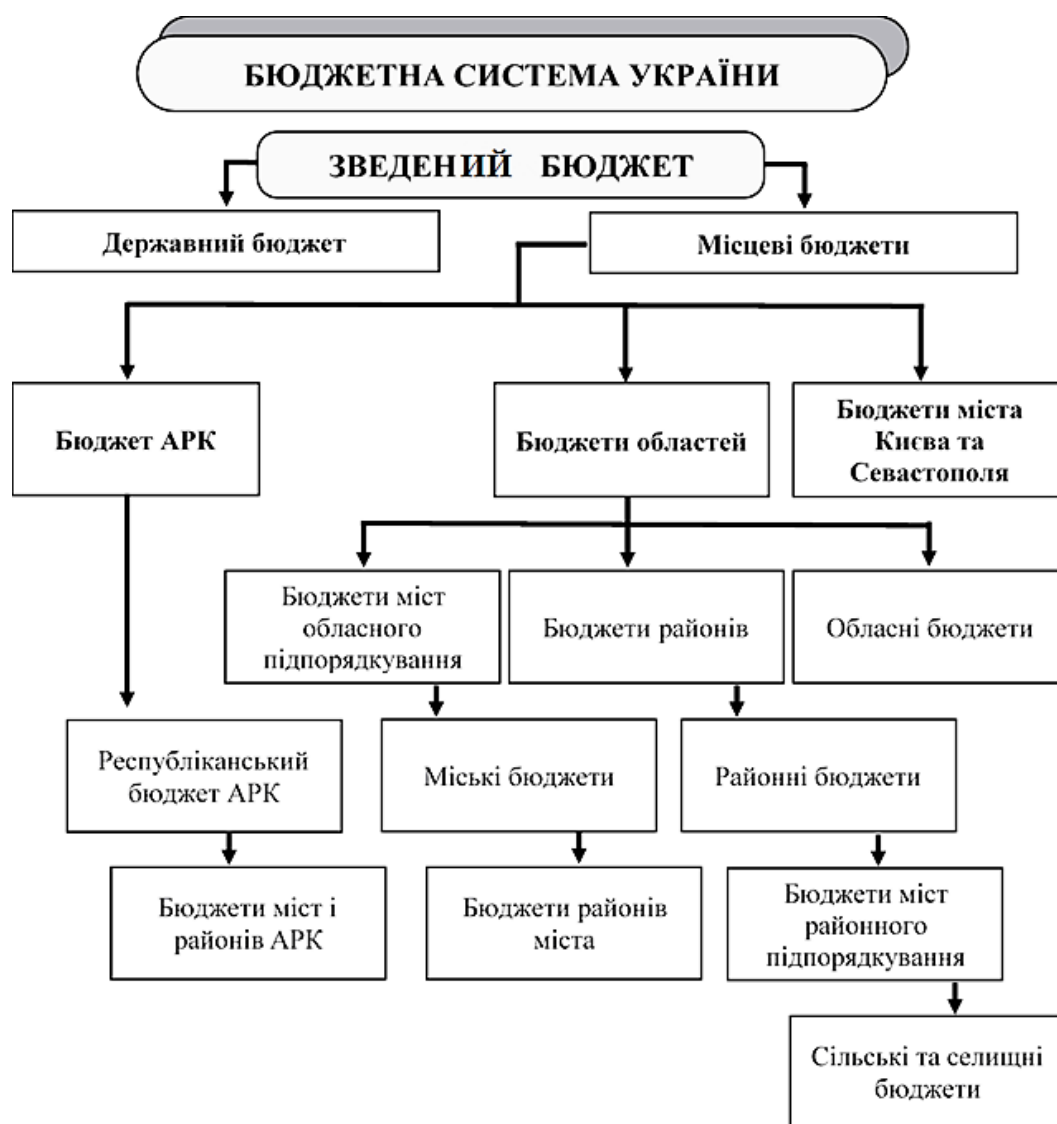 БЮДЖЕТНА СИСТЕМА УКРАЇНИ
ЗВЕДЕНИЙ БЮДЖЕТ
Державний бюджет
Місцеві бюджети
Бюджет АРК
Бюджети областей
Бюджети міста
Києва та
Севастополя
Бюджети міст
обласного
підпорядкування
Бюджети районів
Обласні бюджети
Республіканський
бюджет АРК
Міські бюджети
Районні бюджети
Бюджети міст і
районів АРК
Бюджети районів
міста
Бюджети міст
районного
підпорядкування
Сільські та селищні
бюджети